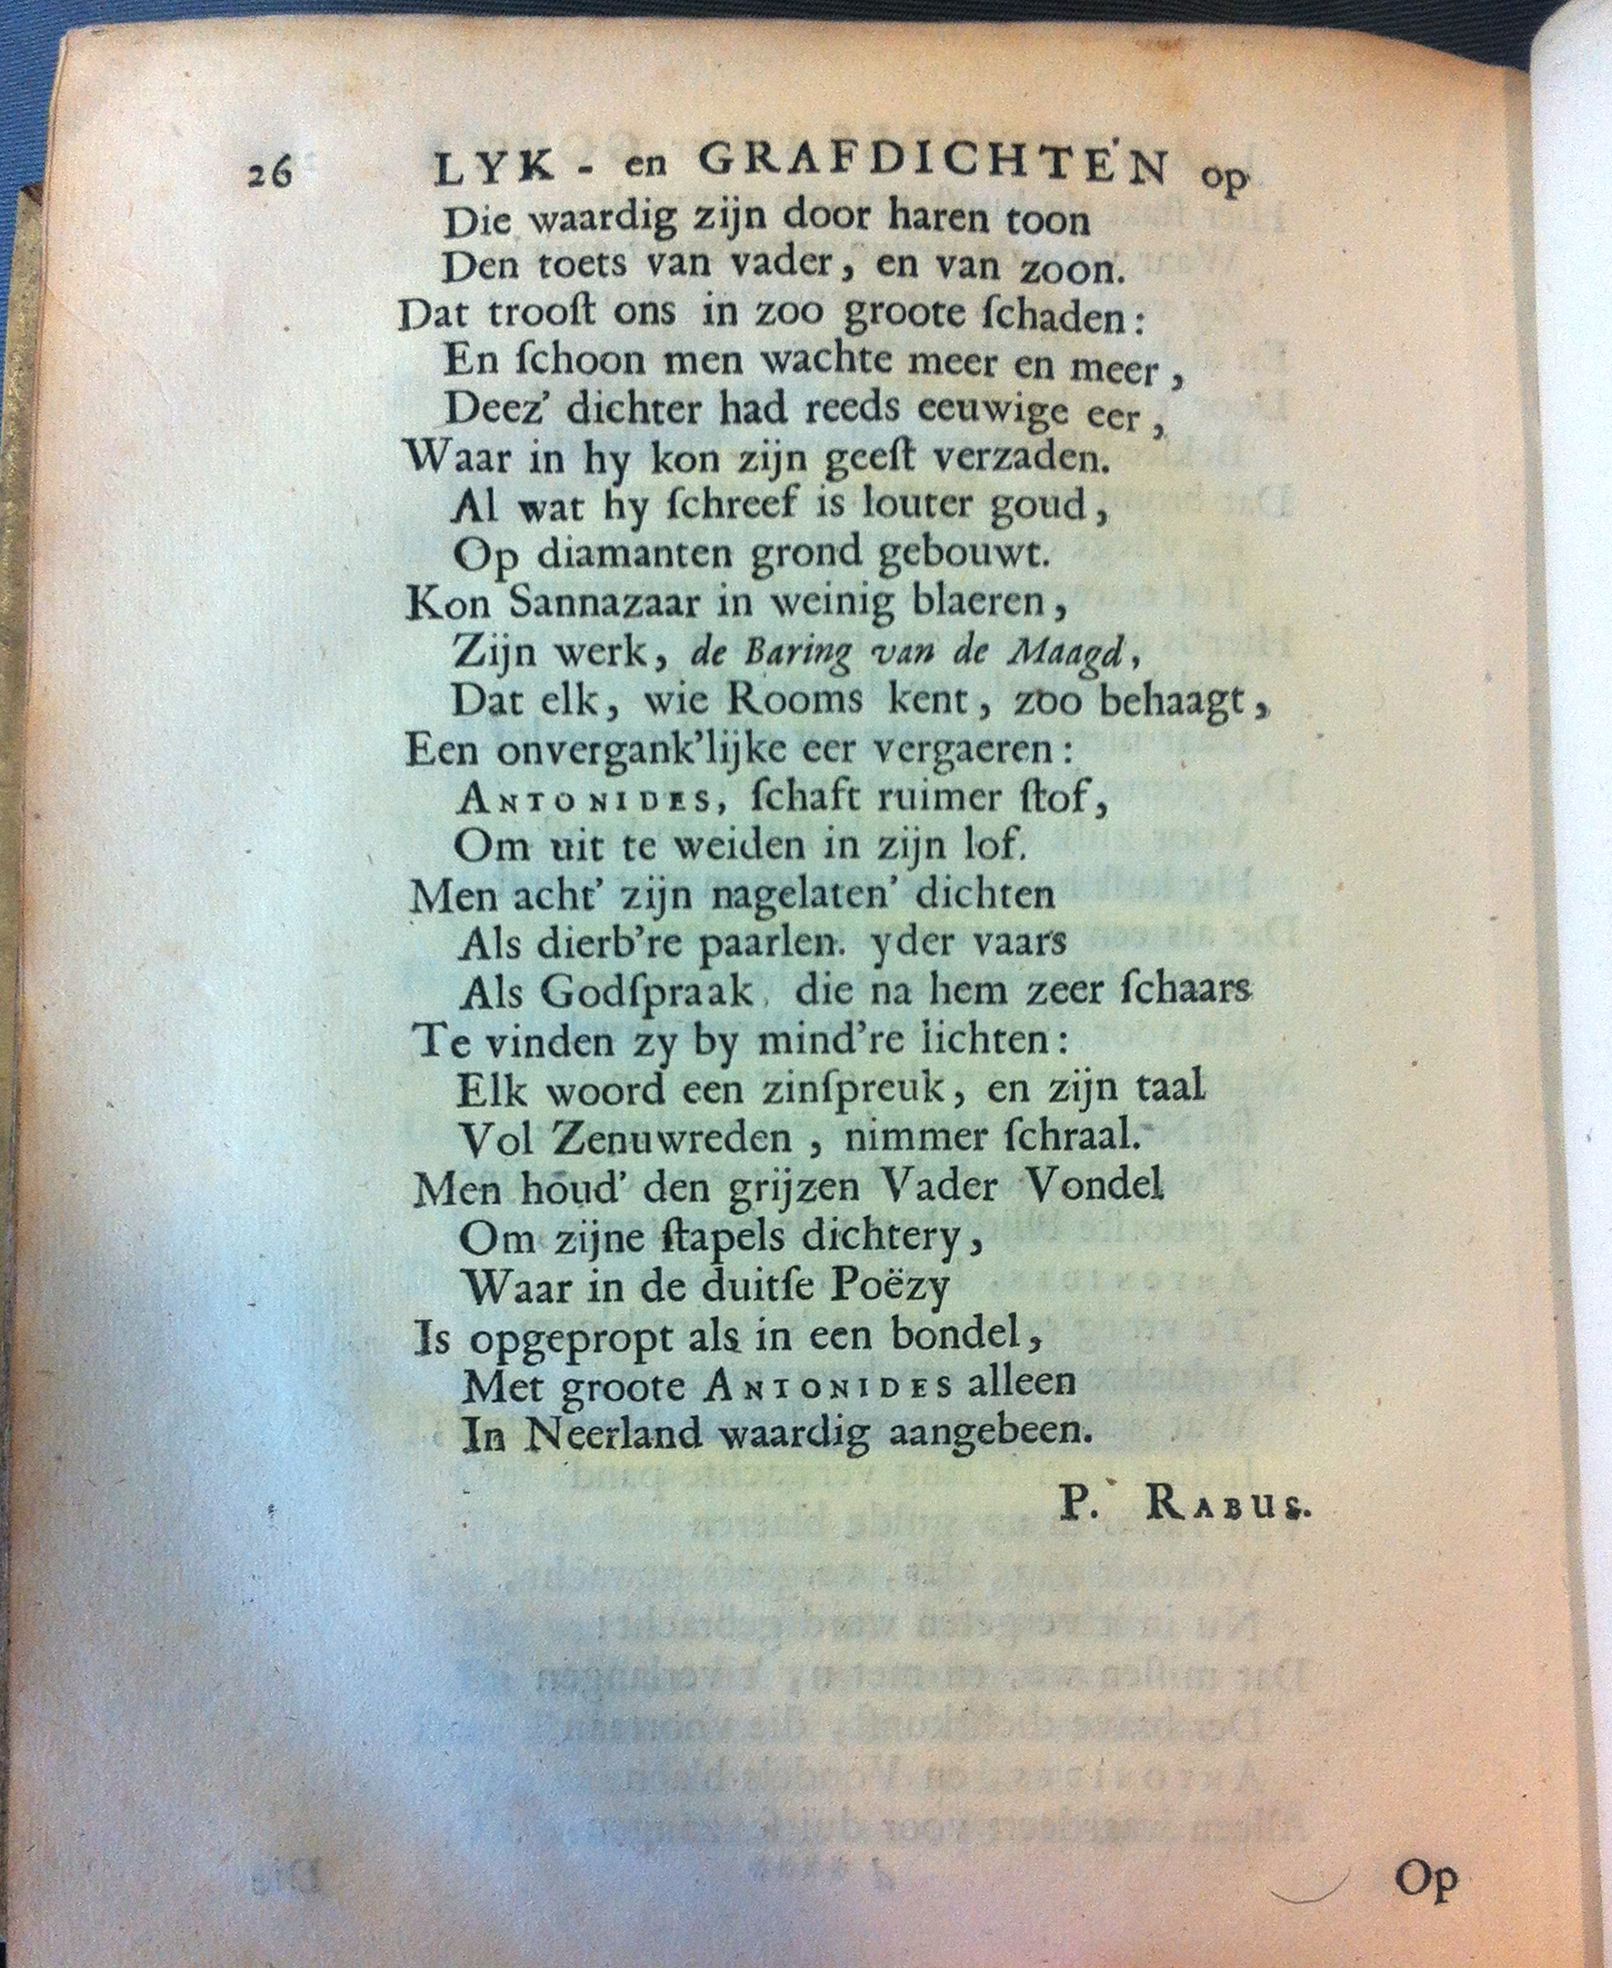 26 LYK - en GRAFDICHTEN op
Die waardig zijn door haren toon
Den toets van vader, en van zoon.
Dat trooſt ons in zoo groote ſchaden:
En ſchoon men wachte meer en meer,
Deez' dichter had reeds eeuwige eer,
Waar in hy kon zijn geeſt verzaden.
Al wat hy ſchreef is louter goud,
Op diamanten grond gebouwt.
Kon Sannazaar in weinig blaeren,
Zijn werk, de Baring van de Maagd,
Dat elk, wie Rooms kent, zoo behaagt,
Een onvergank'lijke eer vergaeren:
ANTONIDES, ſchaft ruimer ſtof,
Om uit te weiden in zijn lof.
Men acht' zijn nagelaten' dichten
Als dierb're paarlen. yder vaars
Als Godſpraak, die na hem zeer ſchaars
Te vinden zy by mind're lichten:
Elk woord een zinſpreuk, en zijn taal
Vol Zenuwreden, nimmer ſchraal.
Men houd' den grijzen Vader Vondel
Om zijne ſtapels dichtery,
Waar in de duitſe Poëzy
Is opgepropt als in een bondel,
Met groote ANTONIDES alleen
In Neerland waardig aangebeen.
P. RABUS.
Op